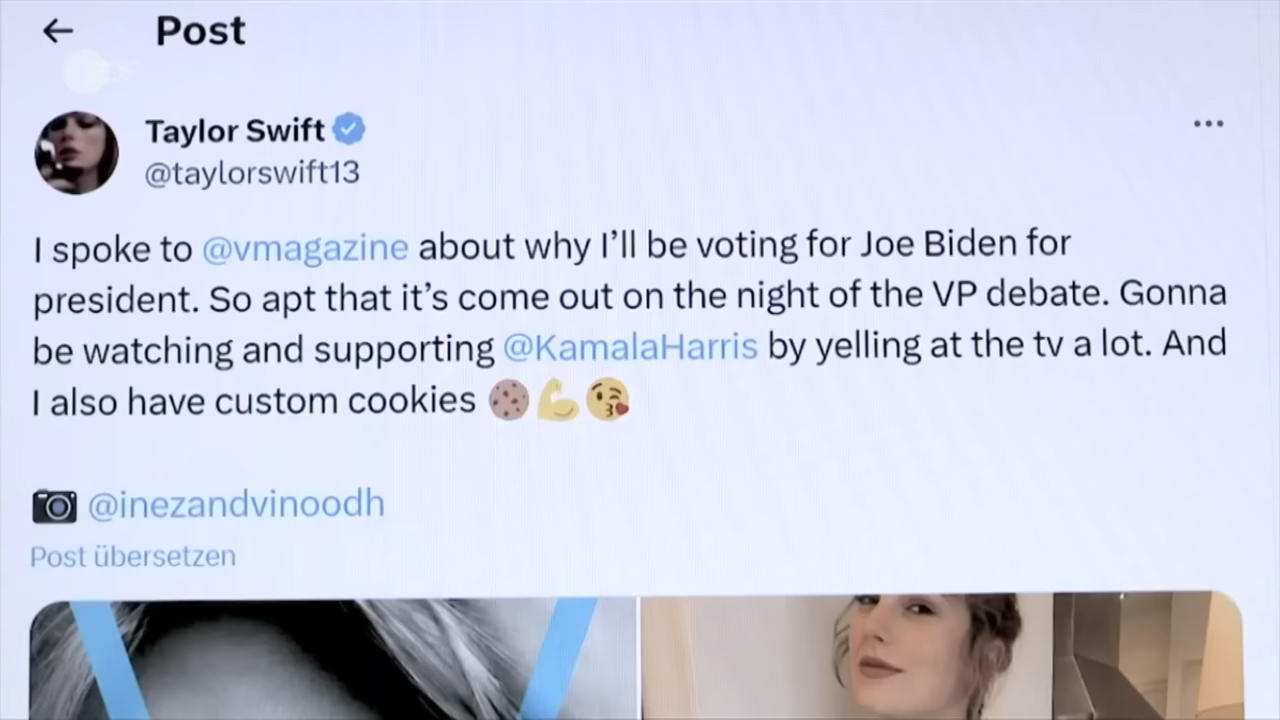 Post
Taylor Swift
@taylorswift13
I spoke to @vmagazine about why I’ll be voting for Joe Biden for
president. So apt that it’s come out on the night of the VP debate. Gonna
be watching and supporting @KamalaHarris by yelling at the tv a lot. And
I also have custom cookies 🍪💪😘
@inezandvinoodh
Post übersetzen